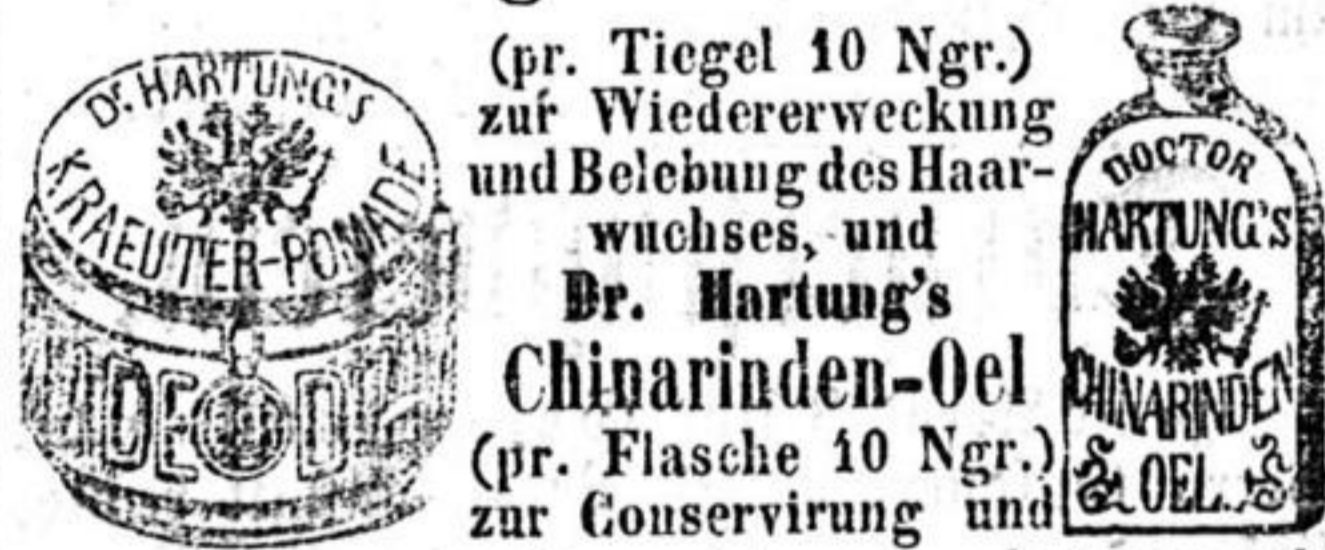 Dr. HARTUNG'S
KRAEUTER-POMADE
(pr. Tiegel 10 Ngr.)
zur Wiedererweckung
und Belebung des Haar-
wuchses, und
Dr. Hartung's
Chinarinden-Oel
(pr. Flasche 10 Ngr.)
zur Conservirung und
DOCTOR
HARTUNG'S
CHINARINDEN
OEL.